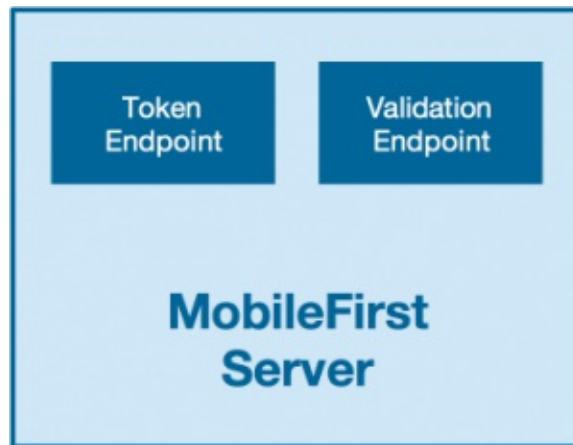 Token
Endpoint
Validation
Endpoint
MobileFirst
Server